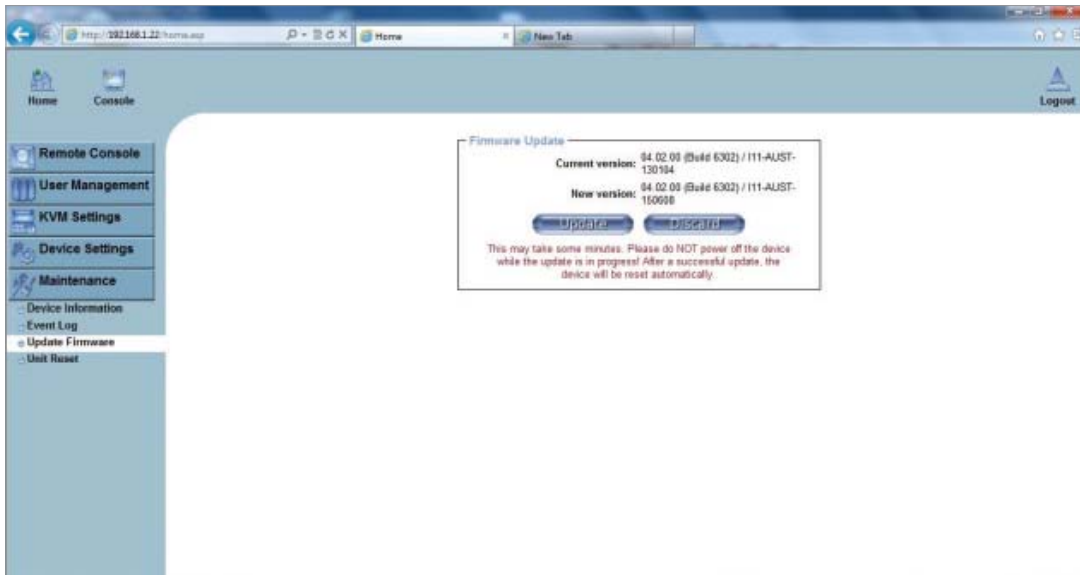 http://192.168.1.22/home.asp
Home
New Tab
Home
Console
Logout
Remote Console
User Management
KVM Settings
Device Settings
Maintenance
Device Information
Event Log
Update Firmware
Unit Reset
Firmware Update
Current version: 04.02.00 (Build 6302) / I11-AUST-
130104
New version: 04.02.00 (Build 6302) / I11-AUST-
150608
Update
Discard
This may take some minutes. Please do NOT power off the device
while the update is in progress! After a successful update, the
device will be reset automatically.